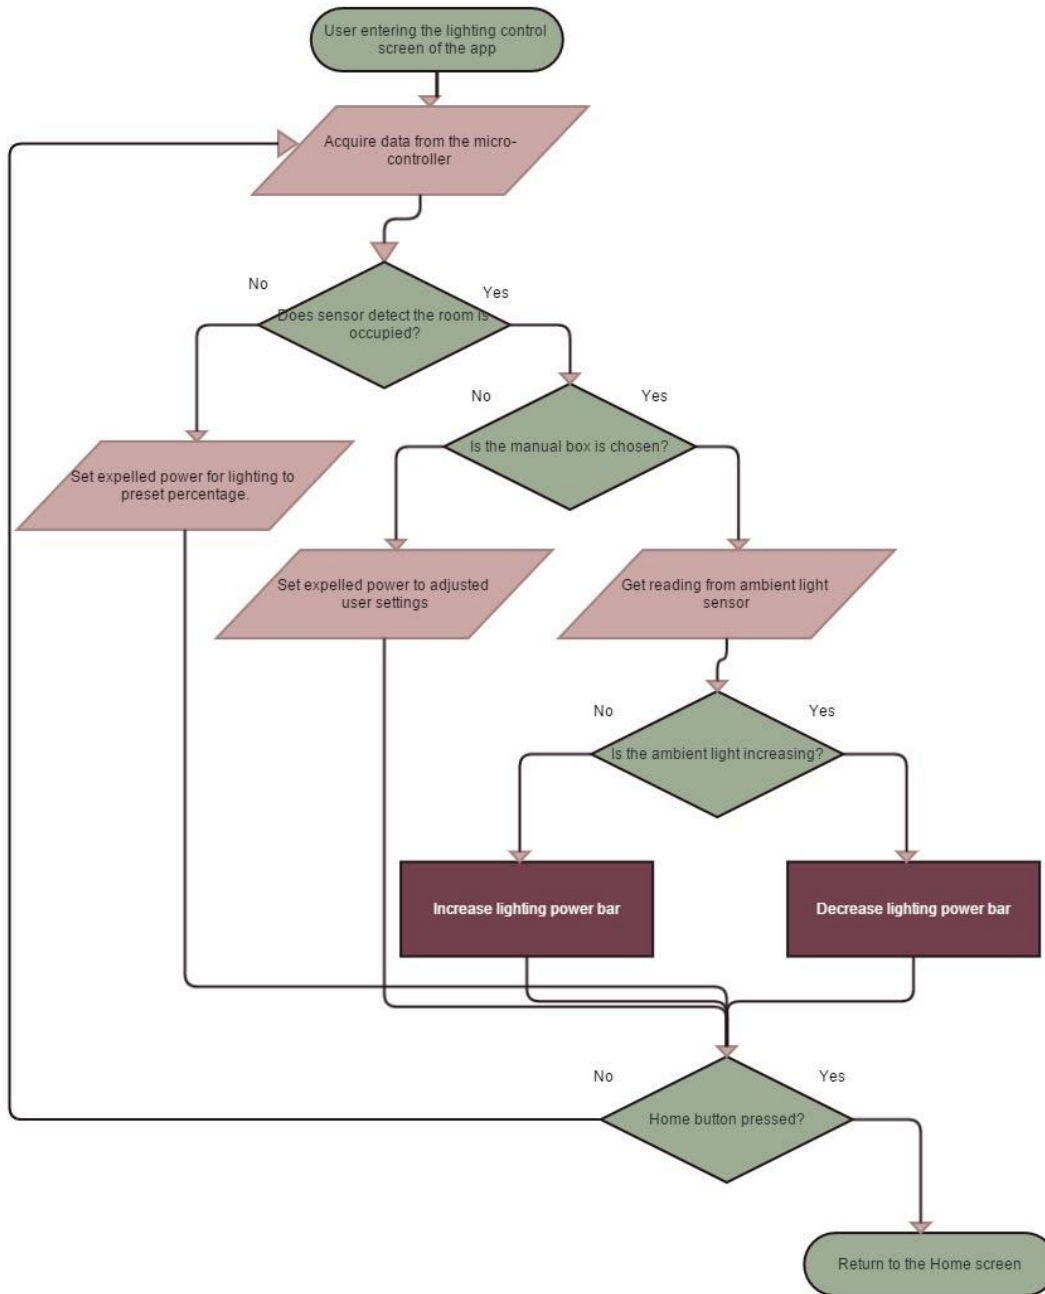 User entering the lighting control
screen of the app
Acquire data from the micro-
controller
No
Yes
Does sensor detect the room is
occupied?
No
Yes
Is the manual box is chosen?
Set expelled power for lighting to
preset percentage.
Set expelled power to adjusted
user settings
Get reading from ambient light
sensor
No
Yes
Is the ambient light increasing?
Increase lighting power bar
Decrease lighting power bar
No
Yes
Home button pressed?
Return to the Home screen